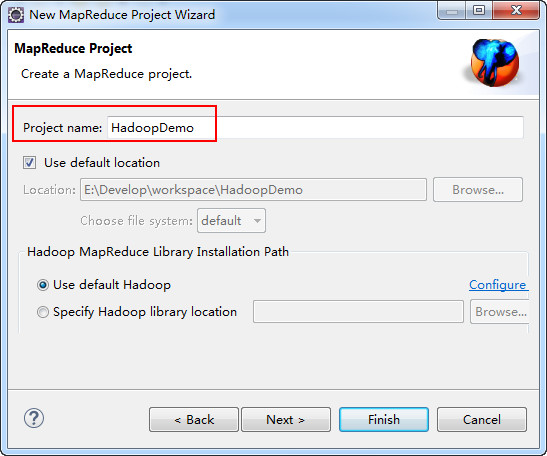 New MapReduce Project Wizard
MapReduce Project
Create a MapReduce project.
Project name: HadoopDemo
Use default location
Location: E:\Develop\workspace\HadoopDemo Browse...
Choose file system: default
Hadoop MapReduce Library Installation Path
Use default Hadoop Configure
Specify Hadoop library location Browse...
? < Back Next > Finish Cancel